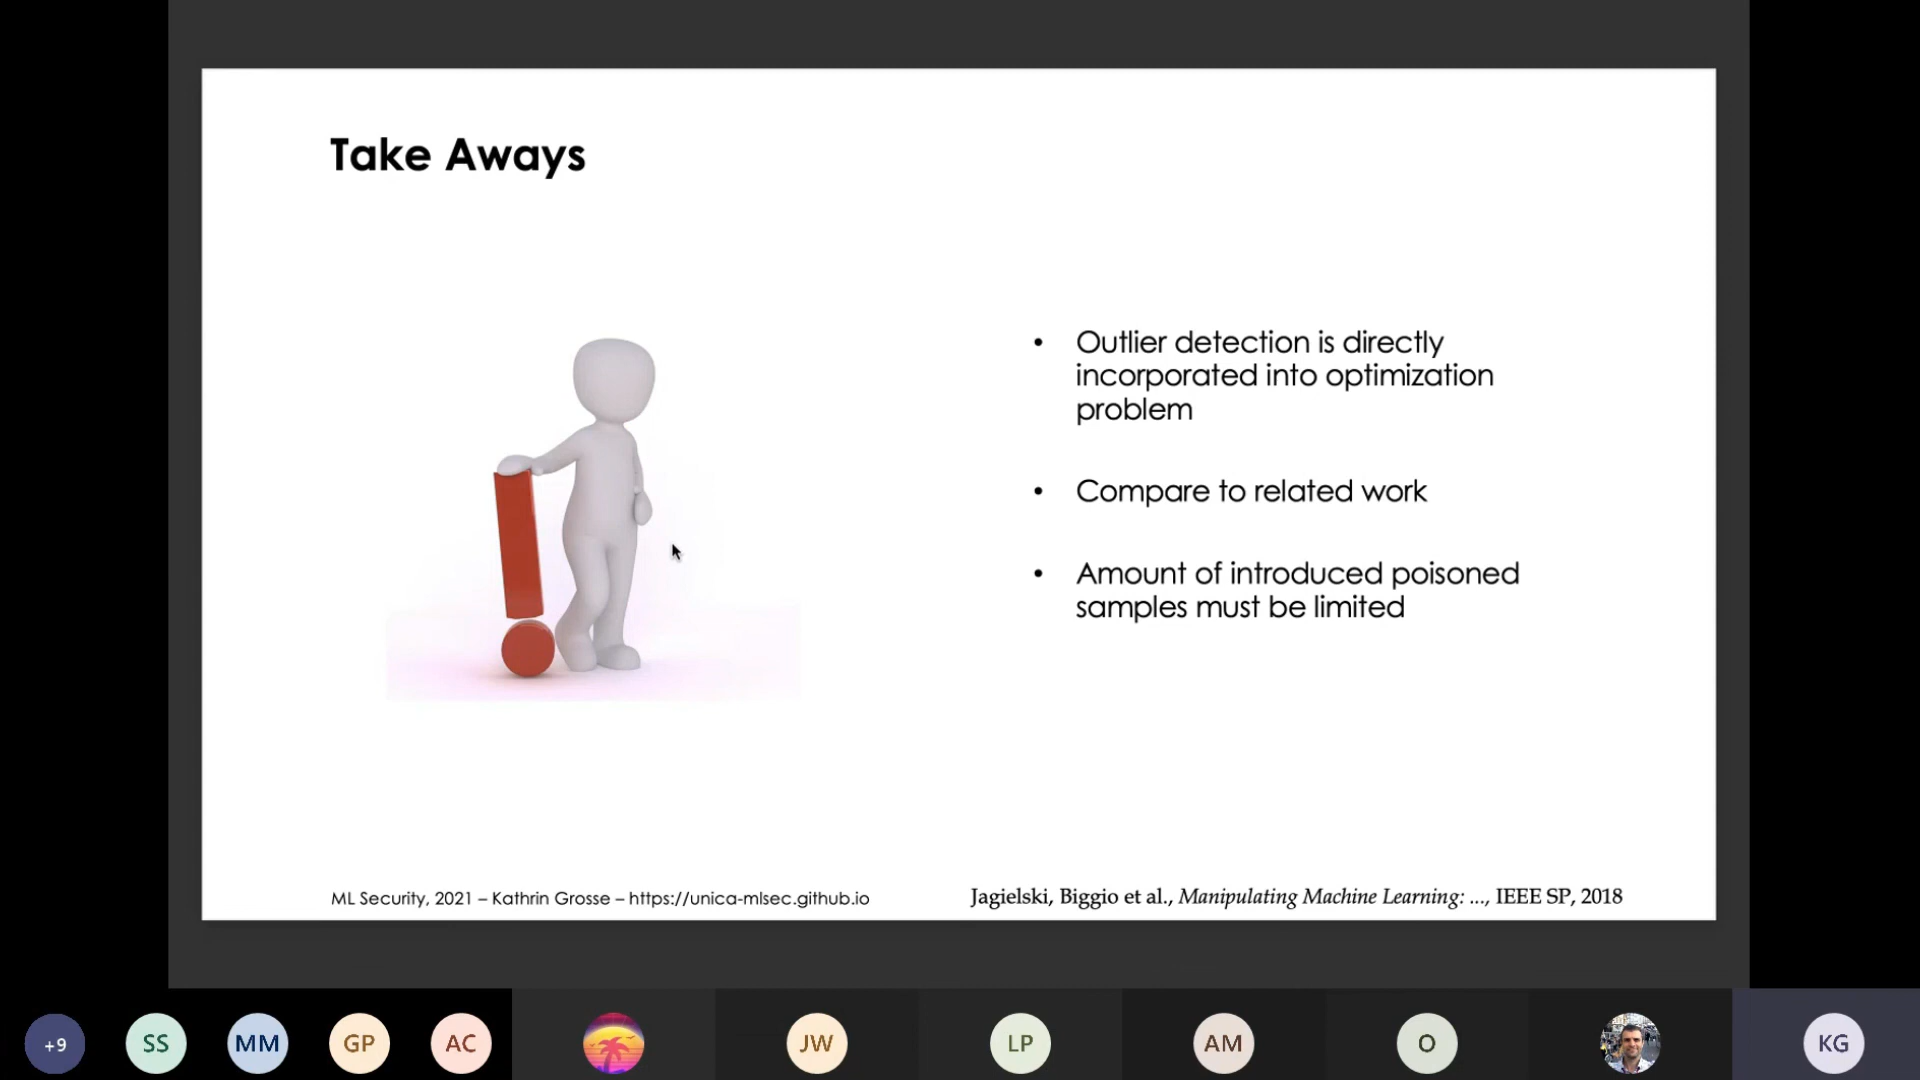 Take Aways
• Outlier detection is directly
incorporated into optimization
problem
• Compare to related work
• Amount of introduced poisoned
samples must be limited
ML Security, 2021 – Kathrin Grosse – https://unica-mlsec.github.io
Jagielski, Biggio et al., Manipulating Machine Learning: ..., IEEE SP, 2018
+9
SS
MM
GP
AC
JW
LP
AM
O
KG